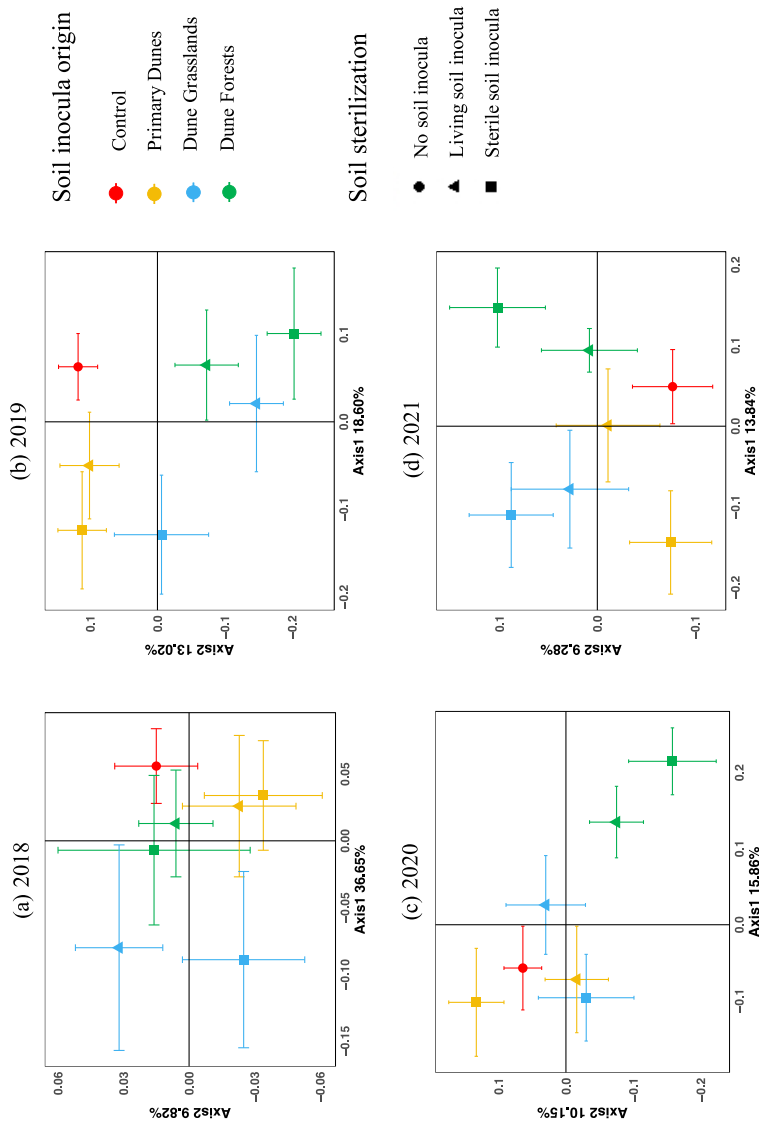 (a) 2018
0.06
0.03
0.00
−0.03
−0.06
Axis2 9.82%
−0.15
−0.10
−0.05
0.00
0.05
Axis1 36.65%
(b) 2019
0.1
0.0
−0.1
−0.2
Axis2 13.02%
−0.2
−0.1
0.0
0.1
Axis1 18.60%
Soil inocula origin
Control
Primary Dunes
Dune Grasslands
Dune Forests
Soil sterilization
No soil inocula
Living soil inocula
Sterile soil inocula
(c) 2020
0.1
0.0
−0.1
−0.2
Axis2 10.15%
−0.1
0.0
0.1
0.2
Axis1 15.86%
(d) 2021
0.1
0.0
−0.1
Axis2 9.28%
−0.2
−0.1
0.0
0.1
0.2
Axis1 13.84%